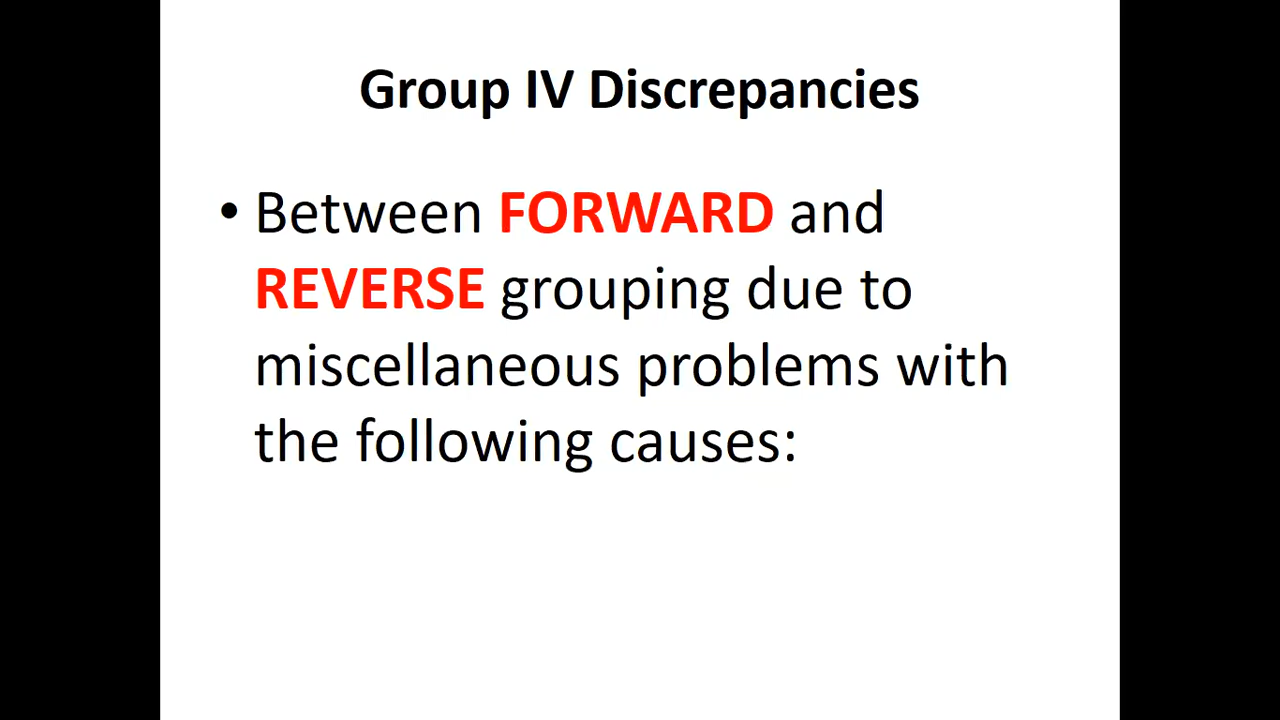 Group IV Discrepancies
• Between FORWARD and
REVERSE grouping due to
miscellaneous problems with
the following causes: